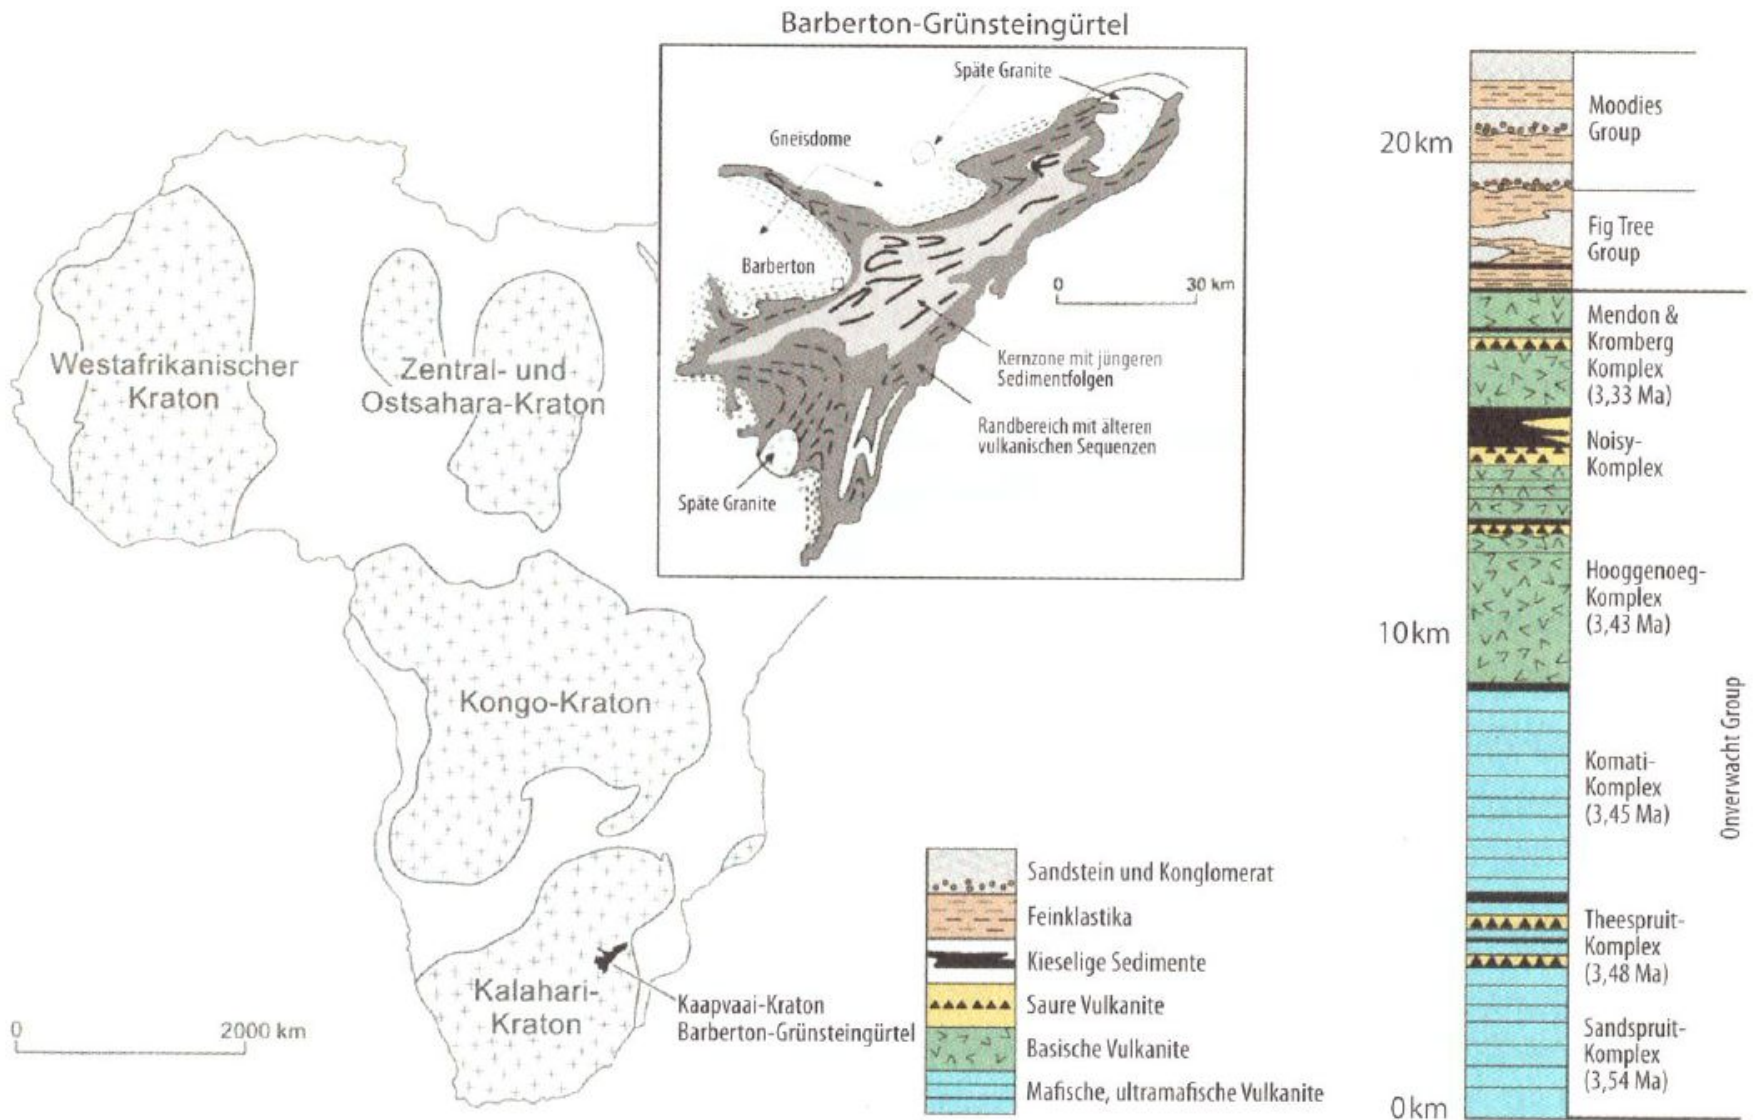 Barberton-Grünsteingürtel
Späte Granite
Gneisdome
Barberton
0 30 km
Kernzone mit jüngeren
Sedimentfolgen
Randbereich mit älteren
vulkanischen Sequenzen
Späte Granite
Westafrikanischer
Kraton
Zentral- und
Ostsahara-Kraton
Kongo-Kraton
Kalahari-
Kraton
Kaapvaai-Kraton
Barberton-Grünsteingürtel
0 2000 km
Sandstein und Konglomerat
Feinklastika
Kieselige Sedimente
Saure Vulkanite
Basische Vulkanite
Mafische, ultramafische Vulkanite
20 km
10 km
0 km
Moodies
Group
Fig Tree
Group
Mendon &
Kromberg
Komplex
(3,33 Ma)
Noisy-
Komplex
Hooggenoeg-
Komplex
(3,43 Ma)
Komati-
Komplex
(3,45 Ma)
Theespruit-
Komplex
(3,48 Ma)
Sandspruit-
Komplex
(3,54 Ma)
Onverwacht Group